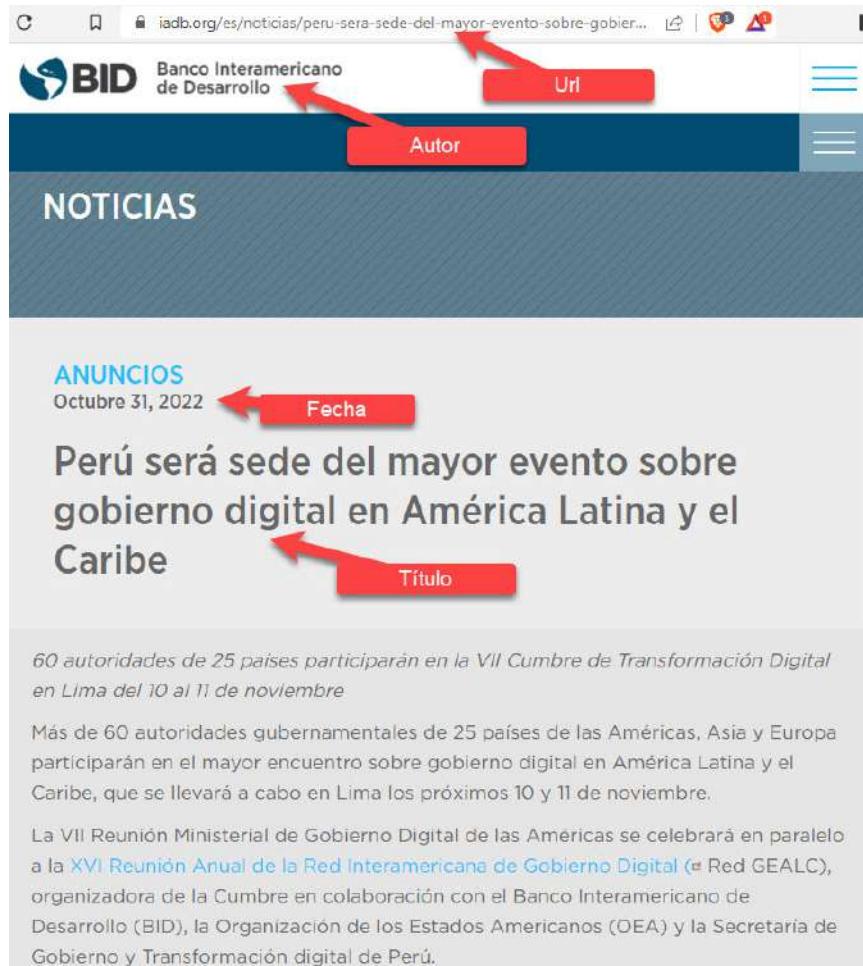 iadb.org/es/noticias/peru-sera-sede-del-mayor-evento-sobre-gobier...
BID
Banco Interamericano
de Desarrollo
Url
Autor
NOTICIAS
ANUNCIOS
Octubre 31, 2022
Fecha
Perú será sede del mayor evento sobre
gobierno digital en América Latina y el
Caribe
Título
60 autoridades de 25 países participarán en la VII Cumbre de Transformación Digital
en Lima del 10 al 11 de noviembre
Más de 60 autoridades gubernamentales de 25 países de las Américas, Asia y Europa
participarán en el mayor encuentro sobre gobierno digital en América Latina y el
Caribe, que se llevará a cabo en Lima los próximos 10 y 11 de noviembre.
La VII Reunión Ministerial de Gobierno Digital de las Américas se celebrará en paralelo
a la XVI Reunión Anual de la Red Interamericana de Gobierno Digital (Red GEALC),
organizadora de la Cumbre en colaboración con el Banco Interamericano de
Desarrollo (BID), la Organización de los Estados Americanos (OEA) y la Secretaría de
Gobierno y Transformación digital de Perú.